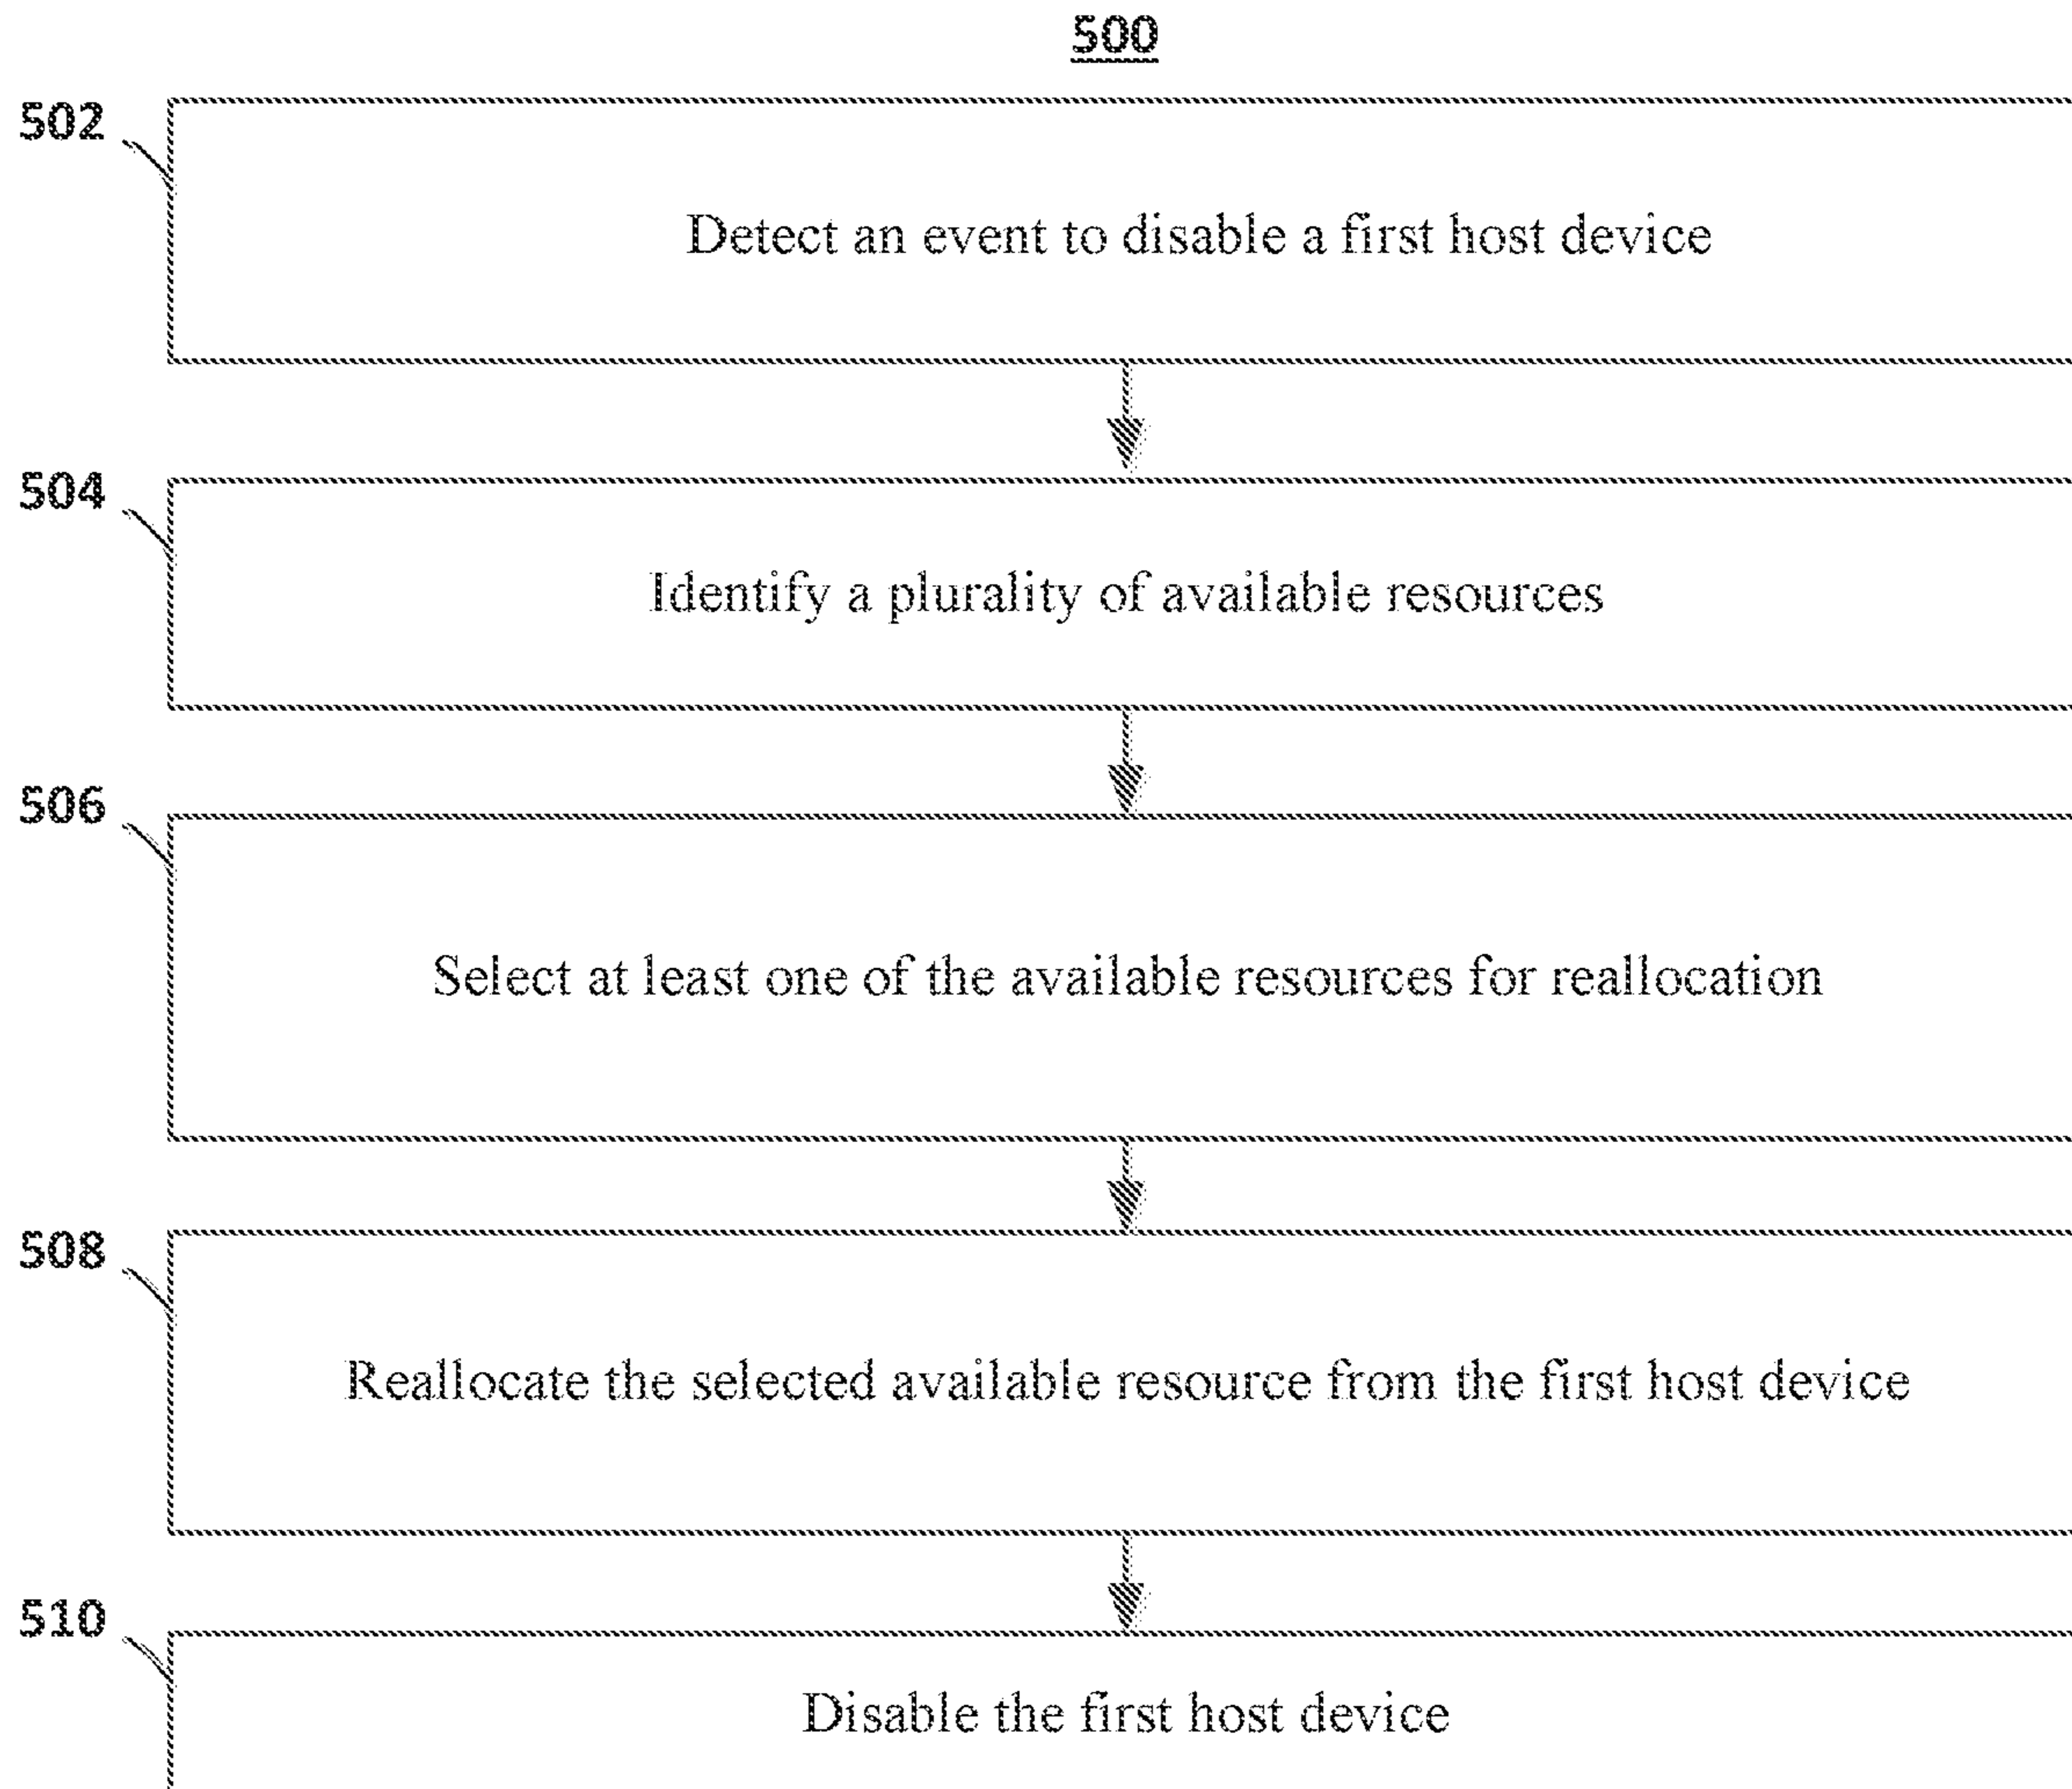 500
502
Detect an event to disable a first host device
504
Identify a plurality of available resources
506
Select at least one of the available resources for reallocation
508
Reallocate the selected available resource from the first host device
510
Disable the first host device